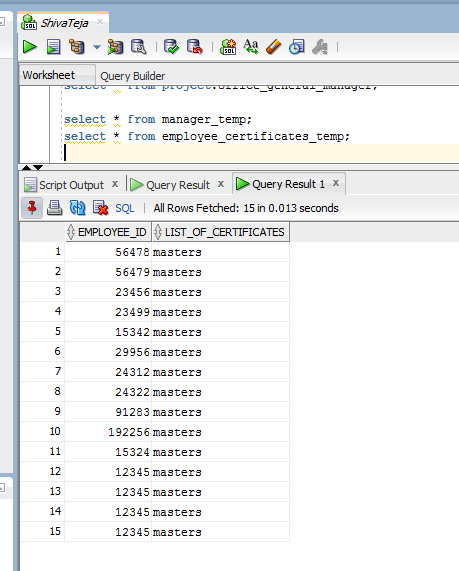 ShivaTeja
SQL
Worksheet Query Builder
select * from project.office_general_manager;
select * from manager_temp;
select * from employee_certificates_temp;
Script Output x Query Result x Query Result 1 x
SQL | All Rows Fetched: 15 in 0.013 seconds
EMPLOYEE_ID LIST_OF_CERTIFICATES
1 56478 masters
2 56479 masters
3 23456 masters
4 23499 masters
5 15342 masters
6 29956 masters
7 24312 masters
8 24322 masters
9 91283 masters
10 192256 masters
11 15324 masters
12 12345 masters
13 12345 masters
14 12345 masters
15 12345 masters